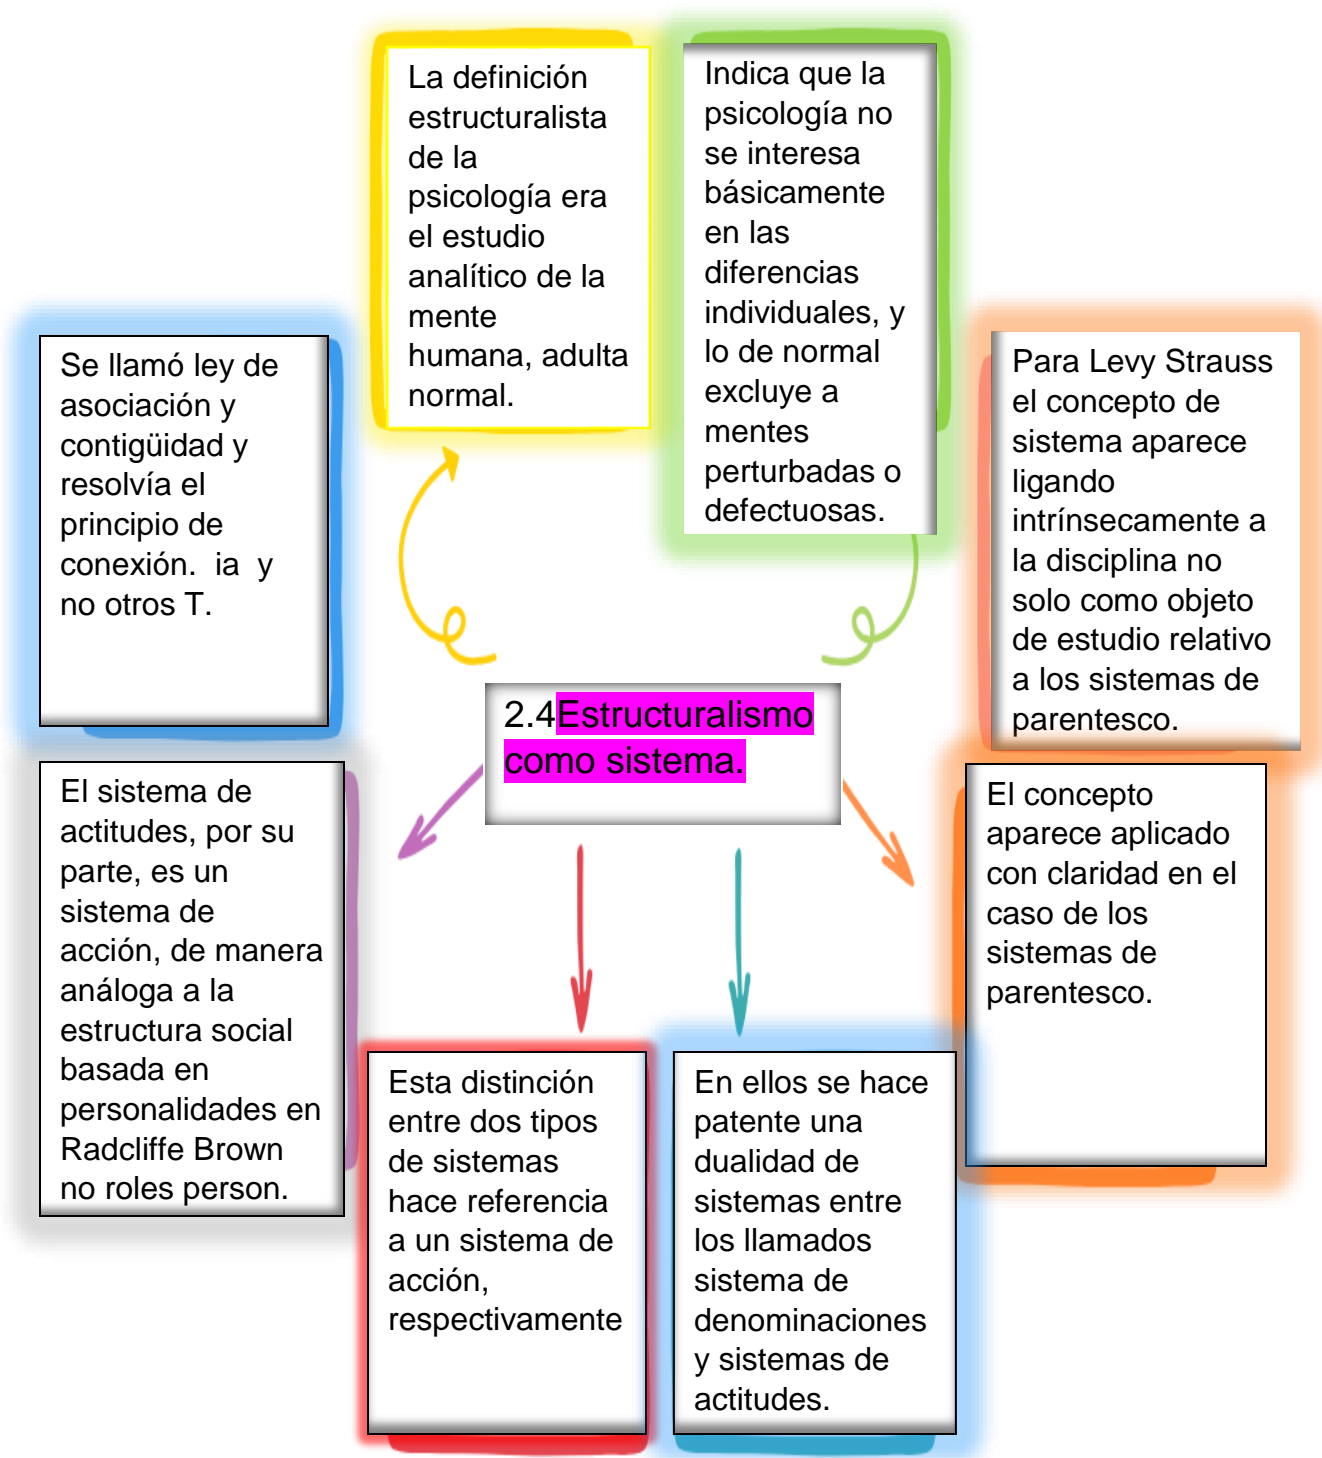 La definición
estructuralista
de la
psicología era
el estudio
analítico de la
mente
humana, adulta
normal.
Indica que la
psicología no
se interesa
básicamente
en las
diferencias
individuales, y
lo de normal
excluye a
mentes
perturbadas o
defectuosas.
Se llamó ley de
asociación y
contigüidad y
resolvía el
principio de
conexión. ia y
no otros T.
Para Levy Strauss
el concepto de
sistema aparece
ligando
intrínsecamente a
la disciplina no
solo como objeto
de estudio relativo
a los sistemas de
parentesco.
2.4Estructuralismo
como sistema.
El sistema de
actitudes, por su
parte, es un
sistema de
acción, de manera
análoga a la
estructura social
basada en
personalidades en
Radcliffe Brown
no roles person.
El concepto
aparece aplicado
con claridad en el
caso de los
sistemas de
parentesco.
Esta distinción
entre dos tipos
de sistemas
hace referencia
a un sistema de
acción,
respectivamente
En ellos se hace
patente una
dualidad de
sistemas entre
los llamados
sistema de
denominaciones
y sistemas de
actitudes.